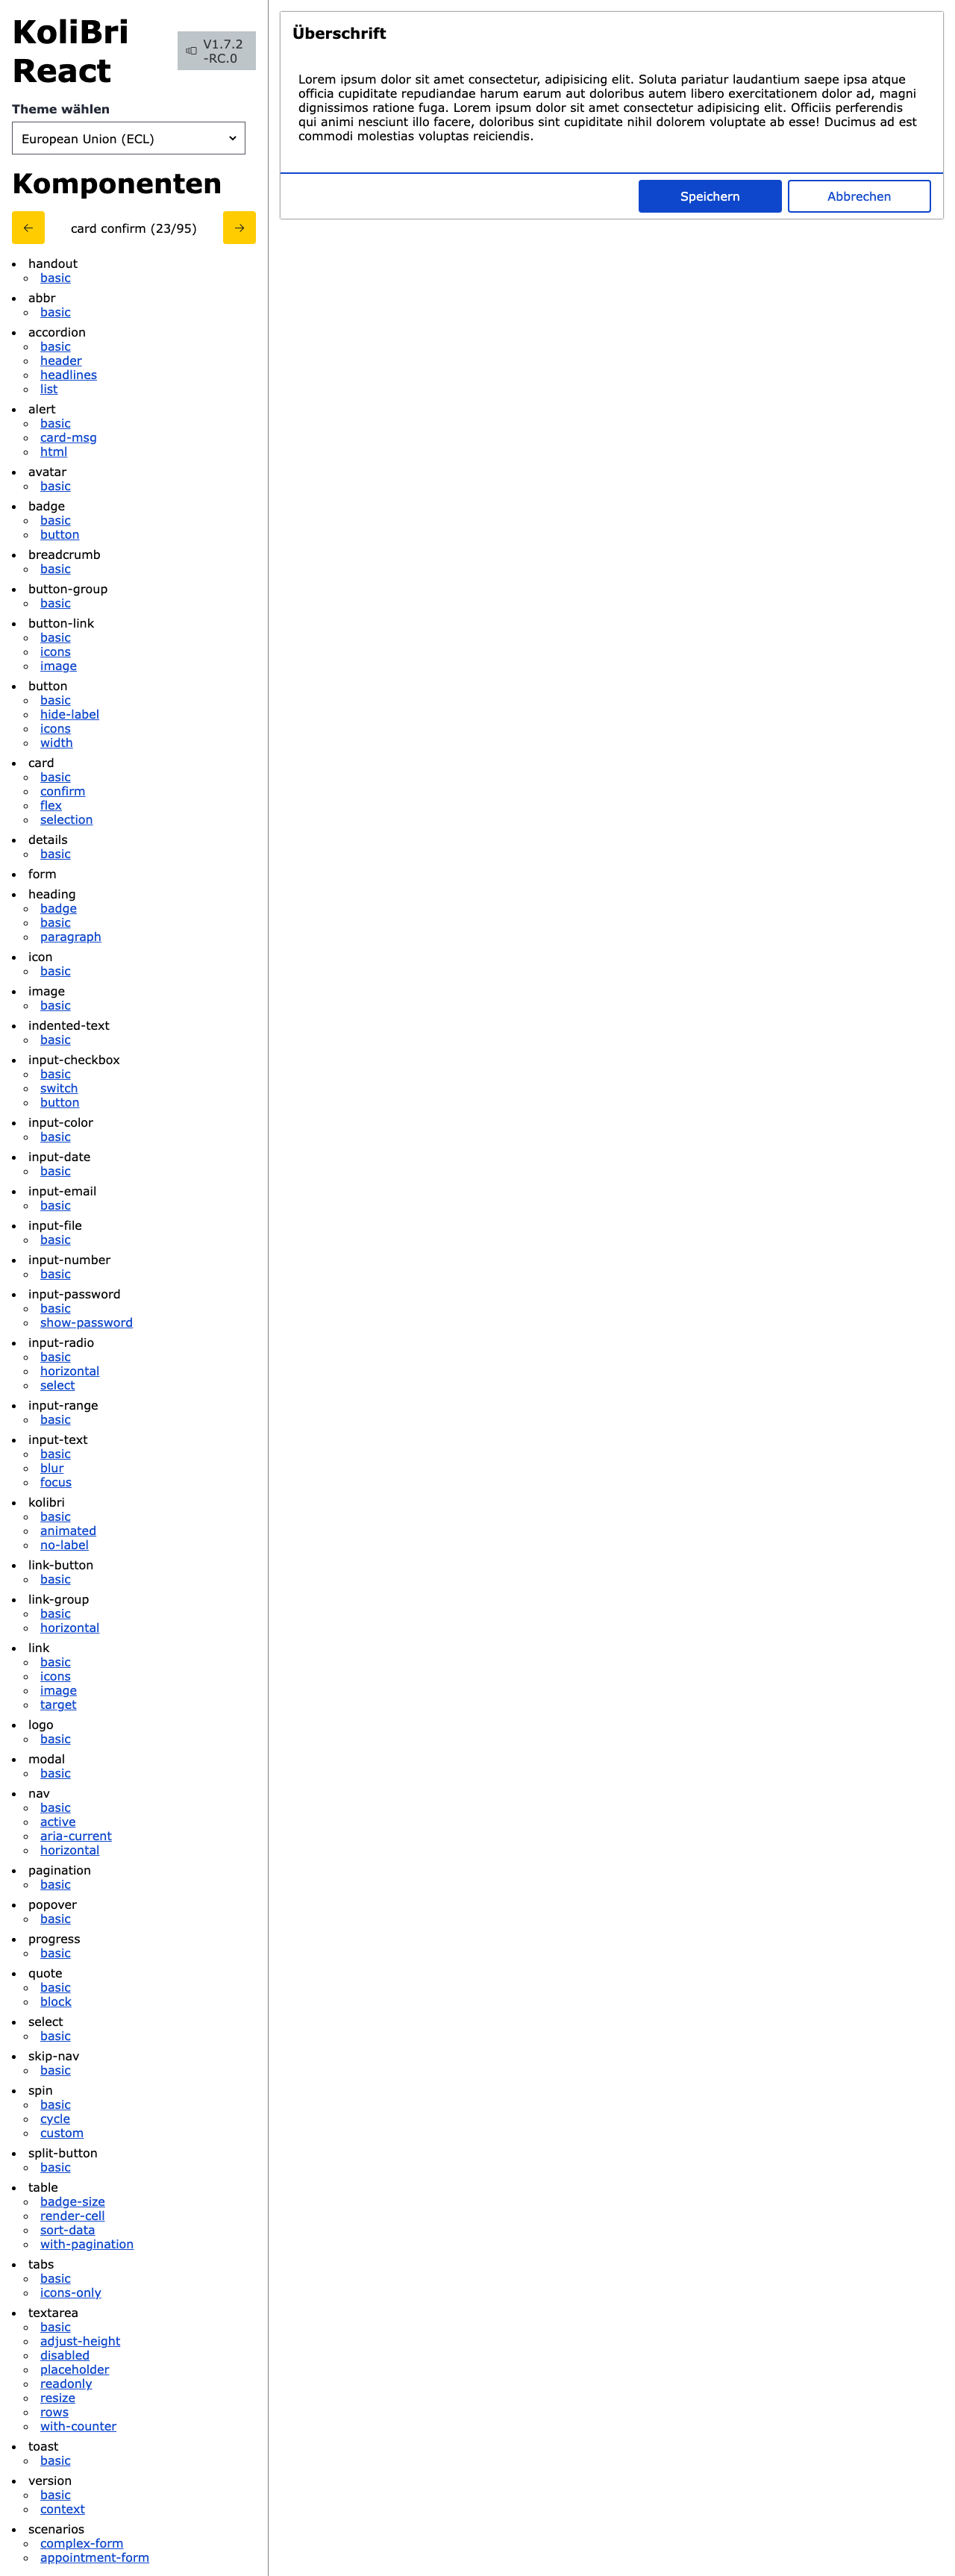 KoliBri
React
V1.7.2
-RC.0
Theme wählen
European Union (ECL)
Komponenten
← card confirm (23/95) →
handout
basic
abbr
basic
accordion
basic
header
headlines
list
alert
basic
card-msg
html
avatar
basic
badge
basic
button
breadcrumb
basic
button-group
basic
button-link
basic
icons
image
button
basic
hide-label
icons
width
card
basic
confirm
flex
selection
details
basic
form
heading
badge
basic
paragraph
icon
basic
image
basic
indented-text
basic
input-checkbox
basic
switch
button
input-color
basic
input-date
basic
input-email
basic
input-file
basic
input-number
basic
input-password
basic
show-password
input-radio
basic
horizontal
select
input-range
basic
input-text
basic
blur
focus
kolibri
basic
animated
no-label
link-button
basic
link-group
basic
horizontal
link
basic
icons
image
target
logo
basic
modal
basic
nav
basic
active
aria-current
horizontal
pagination
basic
popover
basic
progress
basic
quote
basic
block
select
basic
skip-nav
basic
spin
basic
cycle
custom
split-button
basic
table
badge-size
render-cell
sort-data
with-pagination
tabs
basic
icons-only
textarea
basic
adjust-height
disabled
placeholder
readonly
resize
rows
with-counter
toast
basic
version
basic
context
scenarios
complex-form
appointment-form
Überschrift
Lorem ipsum dolor sit amet consectetur, adipisicing elit. Soluta pariatur laudantium saepe ipsa atque
officia cupiditate repudiandae harum earum aut doloribus autem libero exercitationem dolor ad, magni
dignissimos ratione fuga. Lorem ipsum dolor sit amet consectetur adipisicing elit. Officiis perferendis
qui animi nesciunt illo facere, doloribus sint cupiditate nihil dolorem voluptate ab esse! Ducimus ad est
commodi molestias voluptas reiciendis.
Speichern
Abbrechen